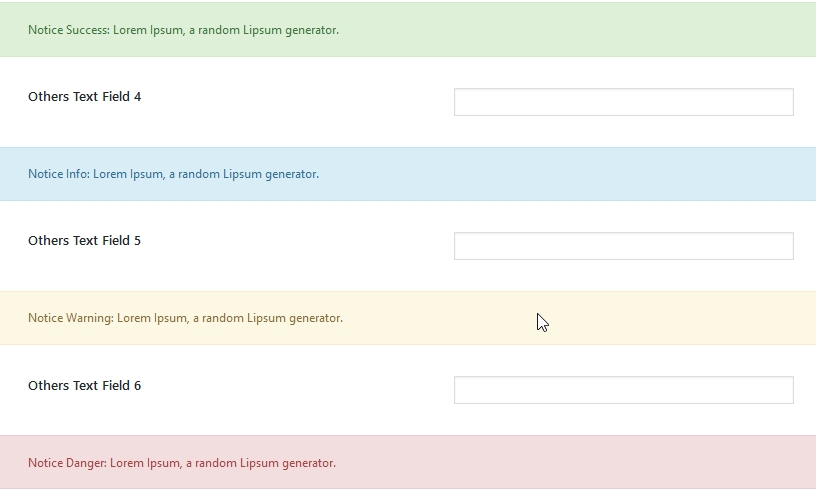 Notice Success: Lorem Ipsum, a random Lipsum generator.
Others Text Field 4
Notice Info: Lorem Ipsum, a random Lipsum generator.
Others Text Field 5
Notice Warning: Lorem Ipsum, a random Lipsum generator.
Others Text Field 6
Notice Danger: Lorem Ipsum, a random Lipsum generator.